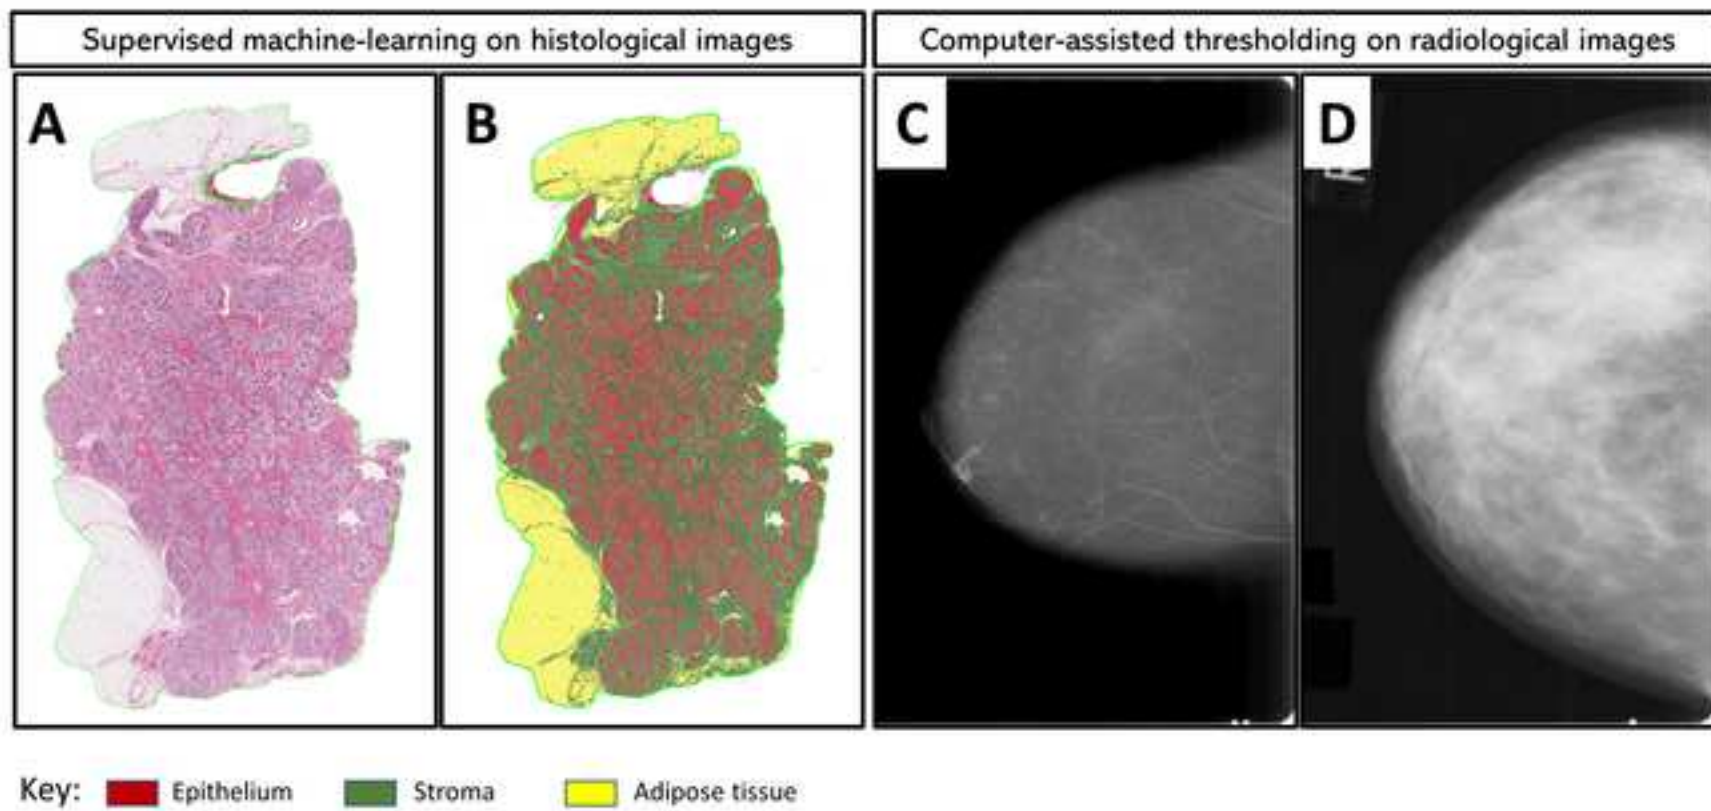 Supervised machine-learning on histological images
Computer-assisted thresholding on radiological images
A
B
C
D
R
Key:
Epithelium
Stroma
Adipose tissue